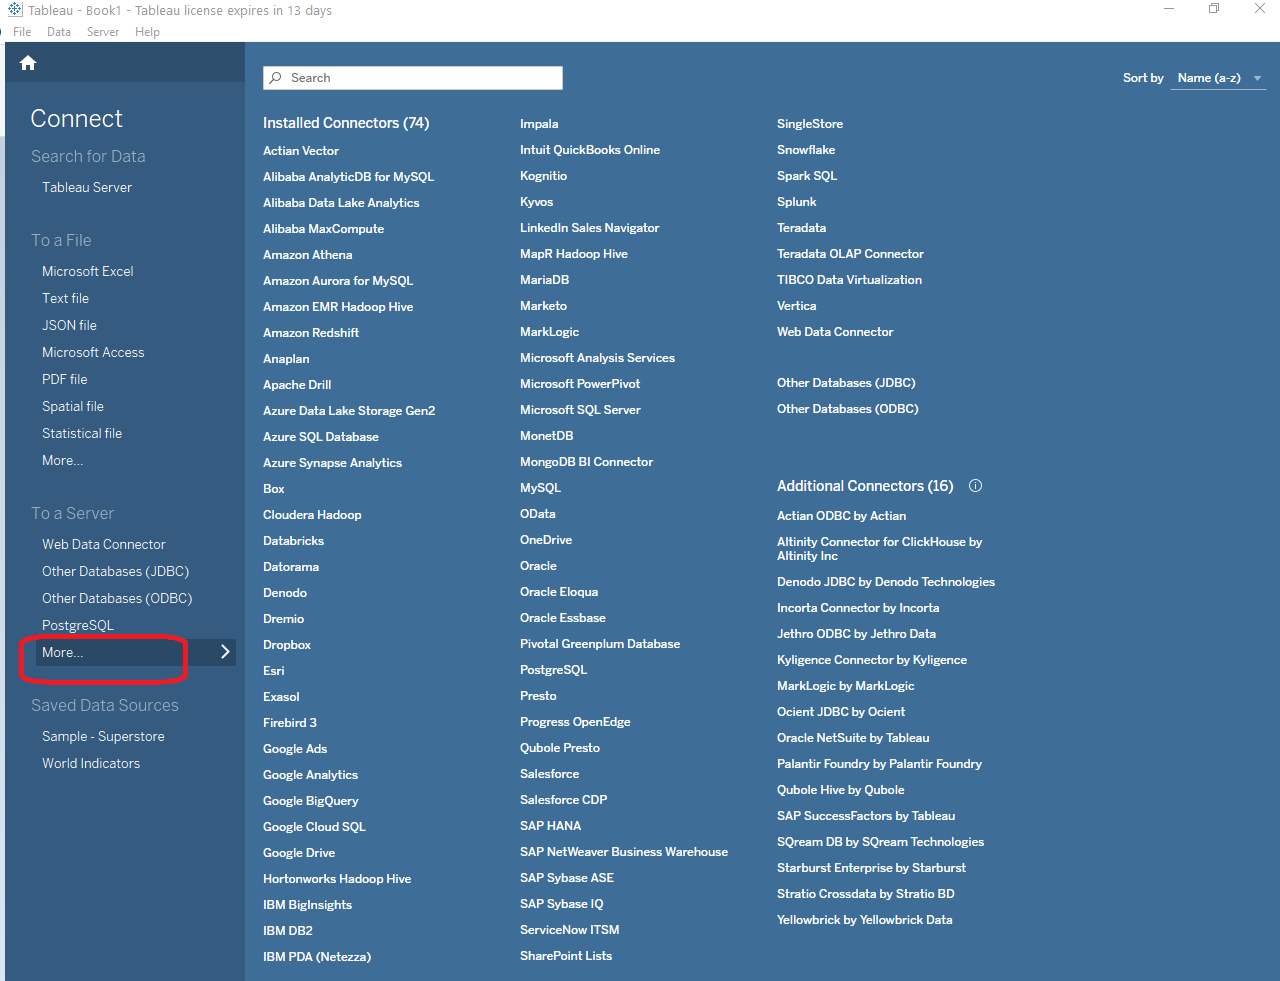 Tableau - Book1 - Tableau license expires in 13 days
File Data Server Help
Connect
Search for Data
Tableau Server
To a File
Microsoft Excel
Text file
JSON file
Microsoft Access
PDF file
Spatial file
Statistical file
More...
To a Server
Web Data Connector
Other Databases (JDBC)
Other Databases (ODBC)
PostgreSQL
More...
Saved Data Sources
Sample - Superstore
World Indicators
Search
Sort by Name (a-z)
Installed Connectors (74)
Actian Vector
Alibaba AnalyticDB for MySQL
Alibaba Data Lake Analytics
Alibaba MaxCompute
Amazon Athena
Amazon Aurora for MySQL
Amazon EMR Hadoop Hive
Amazon Redshift
Anaplan
Apache Drill
Azure Data Lake Storage Gen2
Azure SQL Database
Azure Synapse Analytics
Box
Cloudera Hadoop
Databricks
Datorama
Denodo
Dremio
Dropbox
Esri
Exasol
Firebird 3
Google Ads
Google Analytics
Google BigQuery
Google Cloud SQL
Google Drive
Hortonworks Hadoop Hive
IBM BigInsights
IBM DB2
IBM PDA (Netezza)
Impala
Intuit QuickBooks Online
Kognitio
Kyvos
LinkedIn Sales Navigator
MapR Hadoop Hive
MariaDB
Marketo
MarkLogic
Microsoft Analysis Services
Microsoft PowerPivot
Microsoft SQL Server
MonetDB
MongoDB BI Connector
MySQL
OData
OneDrive
Oracle
Oracle Eloqua
Oracle Essbase
Pivotal Greenplum Database
PostgreSQL
Presto
Progress OpenEdge
Qubole Presto
Salesforce
Salesforce CDP
SAP HANA
SAP NetWeaver Business Warehouse
SAP Sybase ASE
SAP Sybase IQ
ServiceNow ITSM
SharePoint Lists
SingleStore
Snowflake
Spark SQL
Splunk
Teradata
Teradata OLAP Connector
TIBCO Data Virtualization
Vertica
Web Data Connector
Other Databases (JDBC)
Other Databases (ODBC)
Additional Connectors (16)
Actian ODBC by Actian
Altinity Connector for ClickHouse by
Altinity Inc
Denodo JDBC by Denodo Technologies
Incorta Connector by Incorta
Jethro ODBC by Jethro Data
Kyligence Connector by Kyligence
MarkLogic by MarkLogic
Ocient JDBC by Ocient
Oracle NetSuite by Tableau
Palantir Foundry by Palantir Foundry
Qubole Hive by Qubole
SAP SuccessFactors by Tableau
SQream DB by SQream Technologies
Starburst Enterprise by Starburst
Stratio Crossdata by Stratio BD
Yellowbrick by Yellowbrick Data